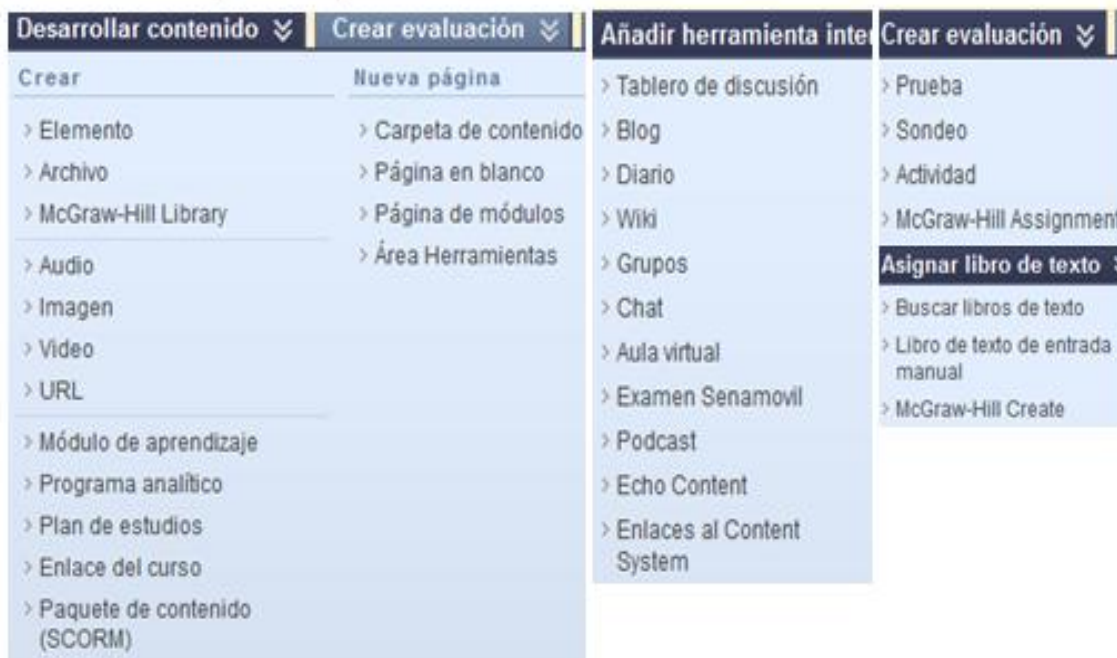 Desarrollar contenido
Crear evaluación
Crear
Nueva página
Elemento
Archivo
McGraw-Hill Library
Audio
Imagen
Video
URL
Módulo de aprendizaje
Programa analítico
Plan de estudios
Enlace del curso
Paquete de contenido
(SCORM)
Carpeta de contenido
Página en blanco
Página de módulos
Área Herramientas
Añadir herramienta inte
Tablero de discusión
Blog
Diario
Wiki
Grupos
Chat
Aula virtual
Examen Senamovil
Podcast
Echo Content
Enlaces al Content
System
Crear evaluación
Prueba
Sondeo
Actividad
McGraw-Hill Assignment
Asignar libro de texto
Buscar libros de texto
Libro de texto de entrada
manual
McGraw-Hill Create